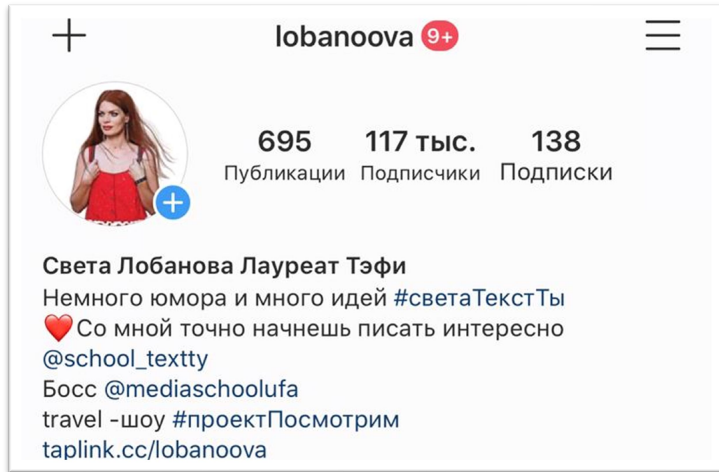 lobanoova 9+
695 117 тыс. 138
Публикации Подписчики Подписки
Света Лобанова Лауреат Тэфи
Немного юмора и много идей #светаТекстТы
❤️Со мной точно начнешь писать интересно
@school_textty
Босс @mediaschoolufa
travel -шоу #проектПосмотрим
taplink.cc/lobanoova